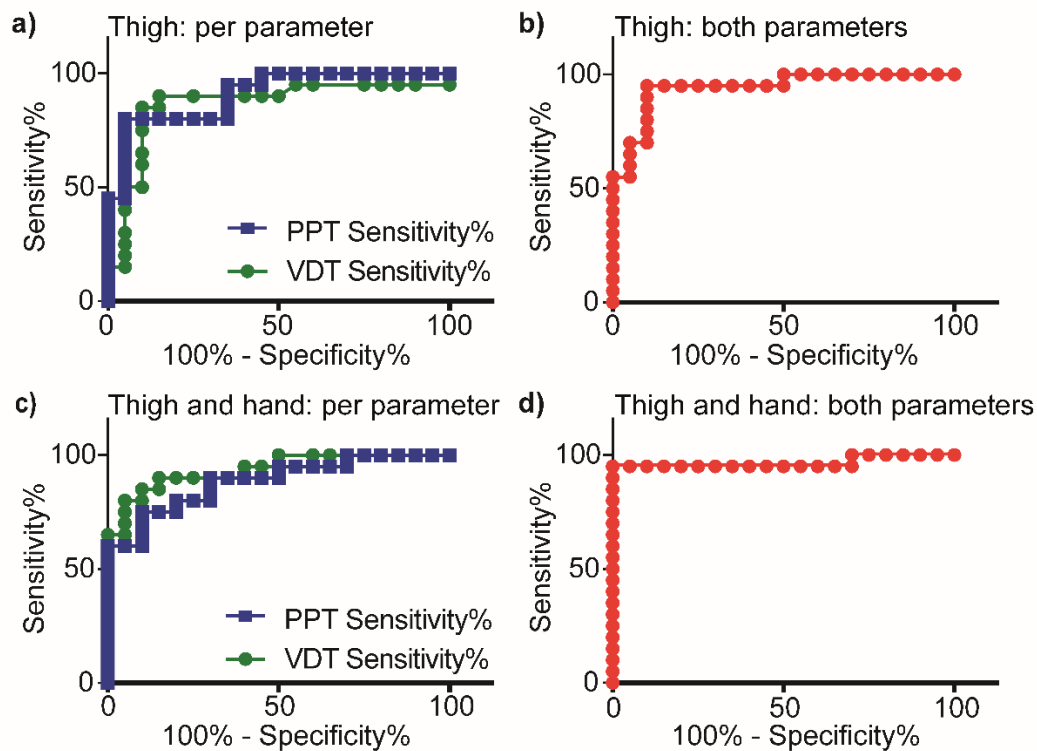 a) Thigh: per parameter
100
50
0
Sensitivity%
PPT Sensitivity%
VDT Sensitivity%
0 50 100
100% - Specificity%
b) Thigh: both parameters
100
50
0
Sensitivity%
0 50 100
100% - Specificity%
c) Thigh and hand: per parameter
100
50
0
Sensitivity%
PPT Sensitivity%
VDT Sensitivity%
0 50 100
100% - Specificity%
d) Thigh and hand: both parameters
100
50
0
Sensitivity%
0 50 100
100% - Specificity%